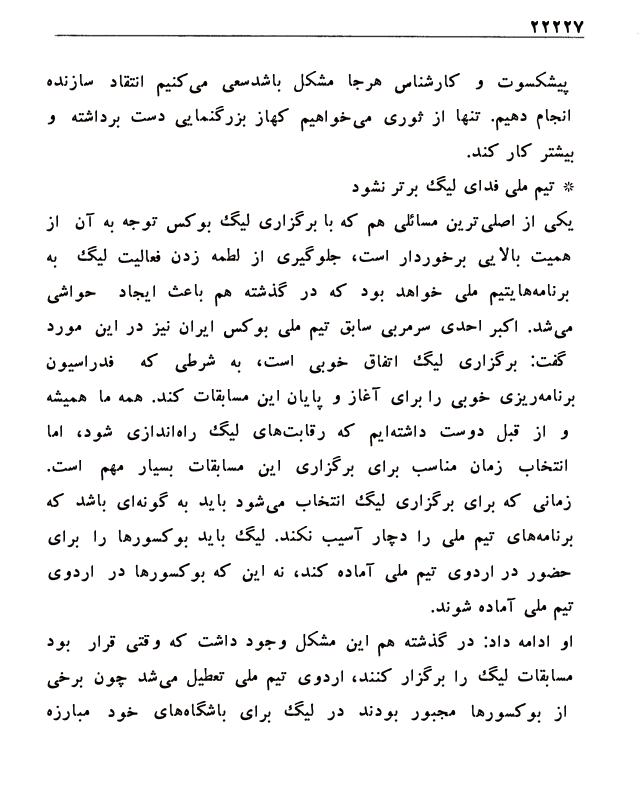 ۲۲۲۲۷
پیشکسوت و کارشناس هرجا مشکل باشدسعی می‌کنیم انتقاد سازنده
انجام دهیم. تنها از ثوری می‌خواهیم کهاز بزرگنمایی دست برداشته و
بیشتر کار کند.
* تیم ملی فدای لیگ برتر نشود
یکی از اصلی‌ترین مسائلی هم که با برگزاری لیگ بوکس توجه به آن از
همیت بالایی برخوردار است، جلوگیری از لطمه زدن فعالیت لیگ به
برنامه‌هایتیم ملی خواهد بود که در گذشته هم باعث ایجاد حواشی
می‌شد. اکبر احدی سرمربی سابق تیم ملی بوکس ایران نیز در این مورد
گفت: برگزاری لیگ اتفاق خوبی است، به شرطی که فدراسیون
برنامه‌ریزی خوبی را برای آغاز و پایان این مسابقات کند. همه ما همیشه
و از قبل دوست داشته‌ایم که رقابت‌های لیگ راه‌اندازی شود، اما
انتخاب زمان مناسب برای برگزاری این مسابقات بسیار مهم است.
زمانی که برای برگزاری لیگ انتخاب می‌شود باید به گونه‌ای باشد که
برنامه‌های تیم ملی را دچار آسیب نکند. لیگ باید بوکسورها را برای
حضور در اردوی تیم ملی آماده کند، نه این که بوکسورها در اردوی
تیم ملی آماده شوند.
او ادامه داد: در گذشته هم این مشکل وجود داشت که وقتی قرار بود
مسابقات لیگ را برگزار کنند، اردوی تیم ملی تعطیل می‌شد چون برخی
از بوکسورها مجبور بودند در لیگ برای باشگاه‌های خود مبارزه